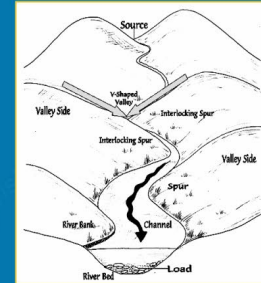 Source
V-Shaped
Valley
Valley Side
Interlocking Spur
Interlocking Spur
Valley Side
Spur
River Bank
Channel
Load
River Bed